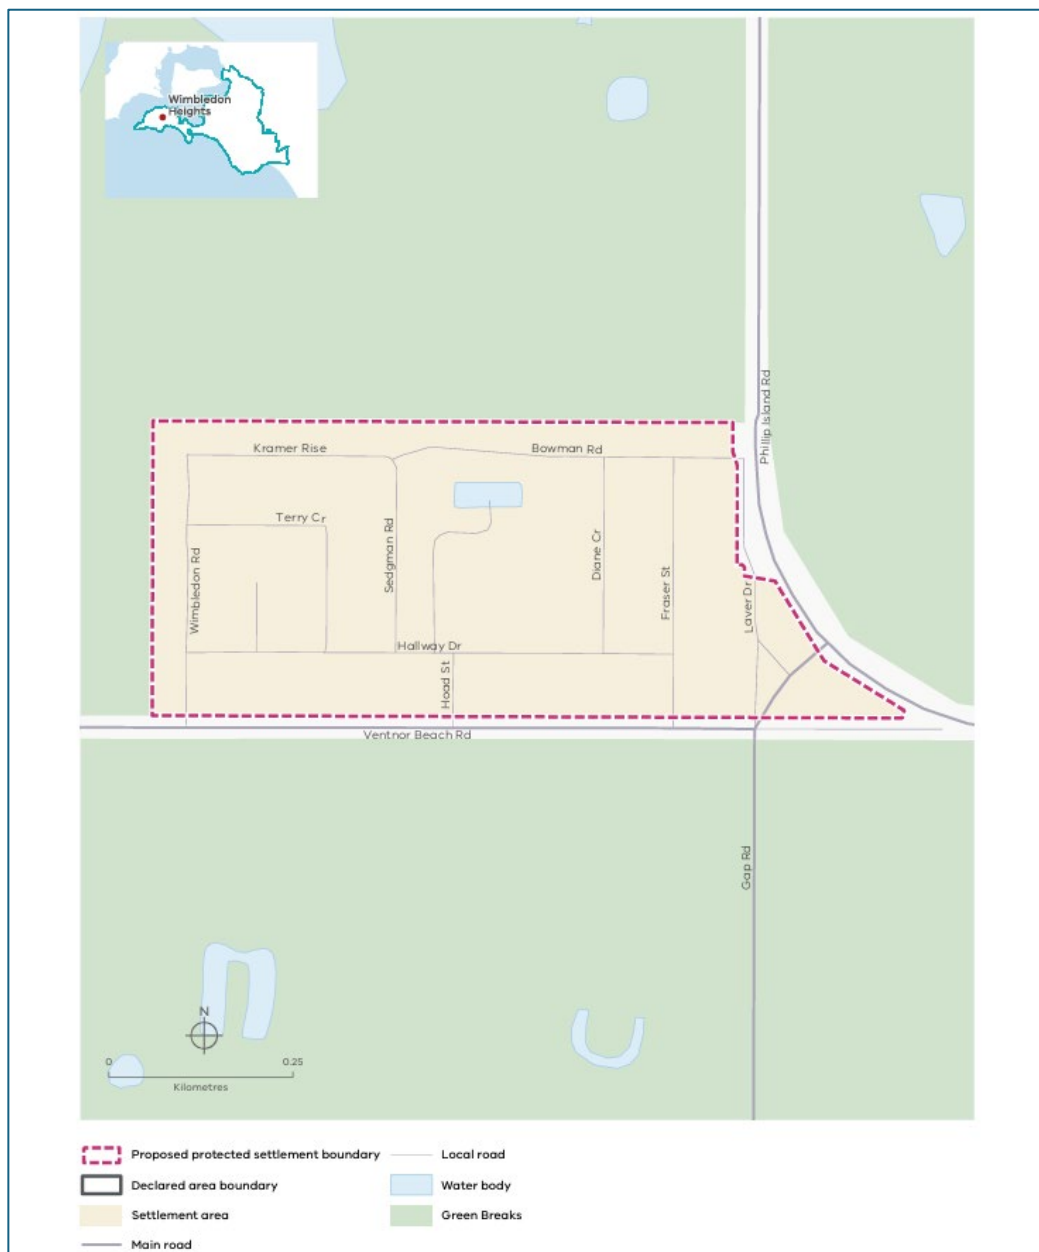 Wimbledon
Heights
Phillip Island Rd
Kramer Rise
Bowman Rd
Terry Cr
Sedgman Rd
Wimbledon Rd
Diane Cr
Fraser St
Laver Dr
Hallway Dr
Hoad St
Ventnor Beach Rd
Gap Rd
N
0 0.25
Kilometres
Proposed protected settlement boundary
Local road
Declared area boundary
Water body
Settlement area
Green Breaks
Main road